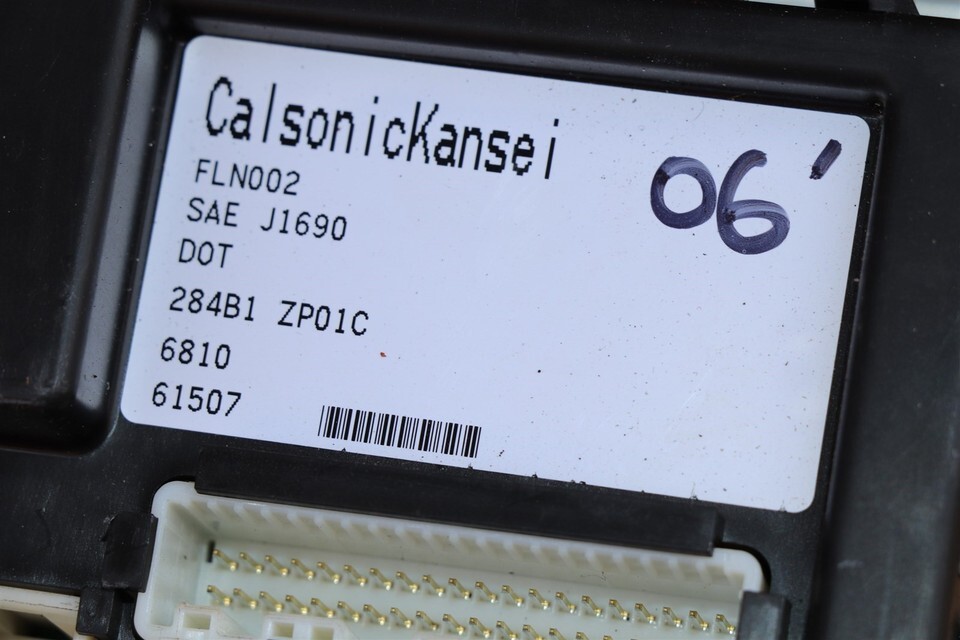 CalsonicKansei
06'
FLN002
SAE J1690
DOT
284B1 ZP01C
6810
61507